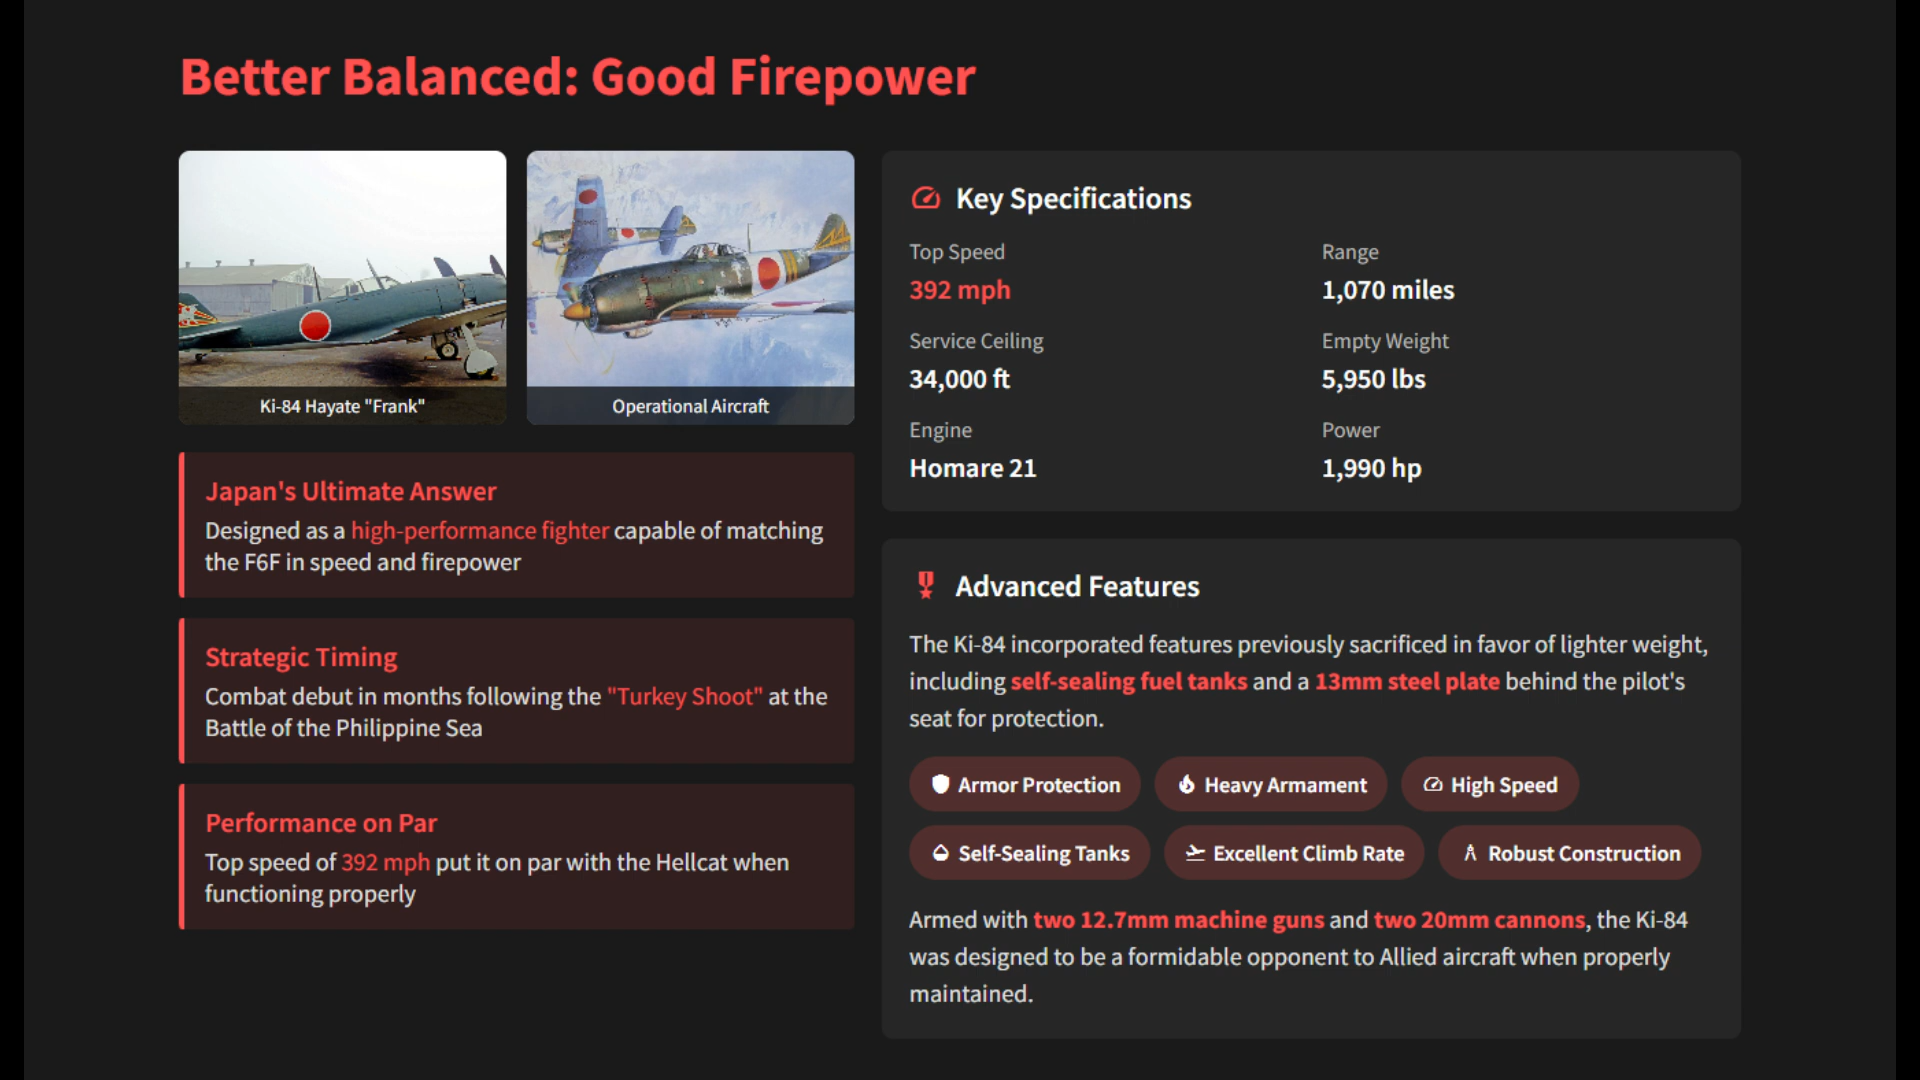 Better Balanced: Good Firepower
Ki-84 Hayate "Frank"
Operational Aircraft
Japan's Ultimate Answer
Designed as a high-performance fighter capable of matching
the F6F in speed and firepower
Strategic Timing
Combat debut in months following the "Turkey Shoot" at the
Battle of the Philippine Sea
Performance on Par
Top speed of 392 mph put it on par with the Hellcat when
functioning properly
Key Specifications
Top Speed
392 mph
Range
1,070 miles
Service Ceiling
34,000 ft
Empty Weight
5,950 lbs
Engine
Homare 21
Power
1,990 hp
Advanced Features
The Ki-84 incorporated features previously sacrificed in favor of lighter weight,
including self-sealing fuel tanks and a 13mm steel plate behind the pilot's
seat for protection.
Armor Protection
Heavy Armament
High Speed
Self-Sealing Tanks
Excellent Climb Rate
Robust Construction
Armed with two 12.7mm machine guns and two 20mm cannons, the Ki-84
was designed to be a formidable opponent to Allied aircraft when properly
maintained.